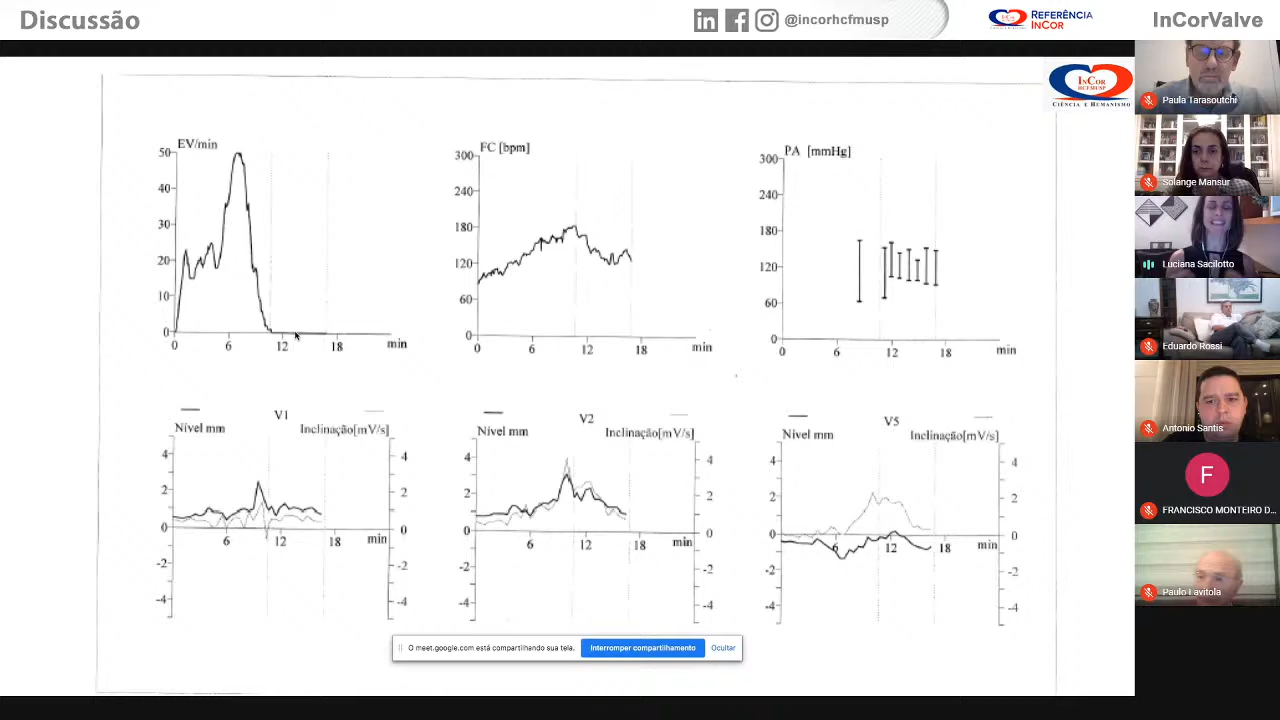 Discussão
@incorhcfmusp
REFERÊNCIA
INCOR
InCorValve
INCOR
HCFMUSP
CIÊNCIA E HUMANISMO
EV/min
50
40
30
20
10
0
0 6 12 18 min
FC [bpm]
300
240
180
120
60
0
0 6 12 18 min
PA [mmHg]
300
240
180
120
60
0
0 6 12 18 min
V1
Nível mm Inclinação[mV/s]
4 4
2 2
0 0
6 12 18 min
-2 -2
-4 -4
V2
Nível mm Inclinação[mV/s]
4 4
2 2
0 0
6 12 18 min
-2 -2
-4 -4
V5
Nível mm Inclinação[mV/s]
4 4
2 2
0 0
6 12 18 min
-2 -2
-4 -4
O meet.google.com está compartilhando sua tela. Interromper compartilhamento Ocultar
Paula Tarasoutchi
Solange Mansur
Luciana Sacilotto
Eduardo Rossi
Antonio Santis
F
FRANCISCO MONTEIRO D...
Paulo Lavitola